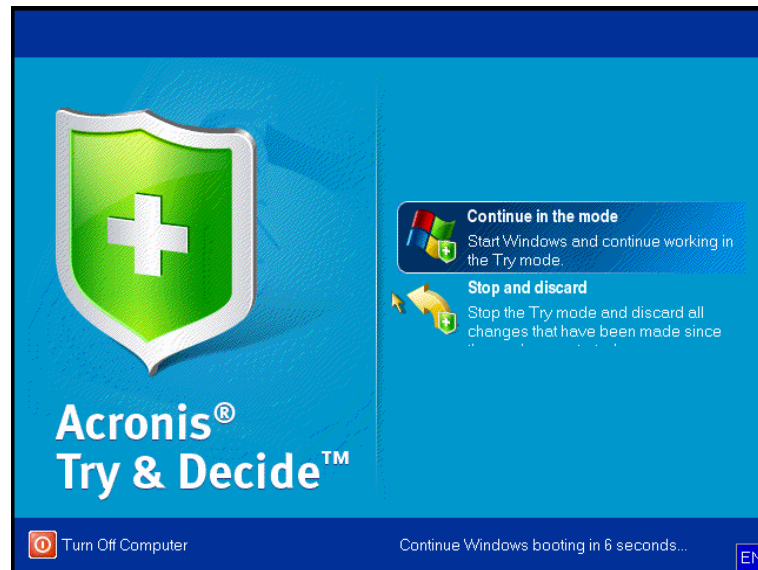 Continue in the mode
Start Windows and continue working in
the Try mode.
Stop and discard
Stop the Try mode and discard all
changes that have been made since
Acronis®
Try & Decide™
Turn Off Computer
Continue Windows booting in 6 seconds...
EN